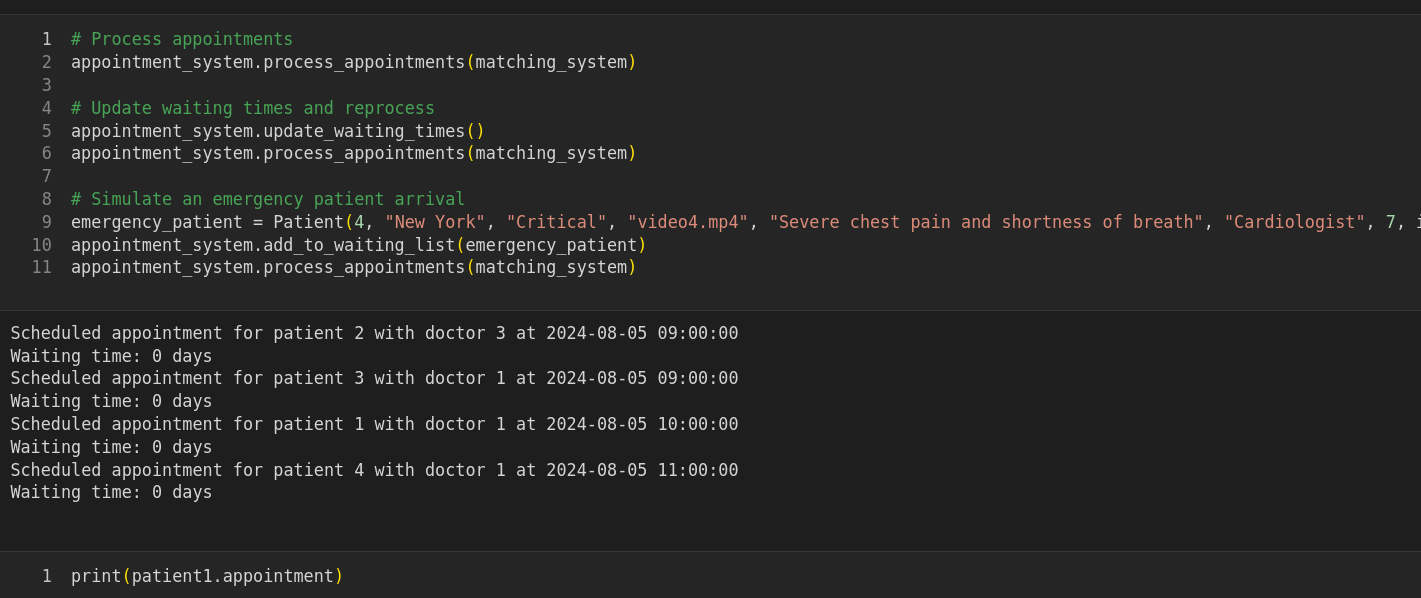 1 # Process appointments
2 appointment_system.process_appointments(matching_system)
3
4 # Update waiting times and reprocess
5 appointment_system.update_waiting_times()
6 appointment_system.process_appointments(matching_system)
7
8 # Simulate an emergency patient arrival
9 emergency_patient = Patient(4, "New York", "Critical", "video4.mp4", "Severe chest pain and shortness of breath", "Cardiologist", 7, i
10 appointment_system.add_to_waiting_list(emergency_patient)
11 appointment_system.process_appointments(matching_system)
Scheduled appointment for patient 2 with doctor 3 at 2024-08-05 09:00:00
Waiting time: 0 days
Scheduled appointment for patient 3 with doctor 1 at 2024-08-05 09:00:00
Waiting time: 0 days
Scheduled appointment for patient 1 with doctor 1 at 2024-08-05 10:00:00
Waiting time: 0 days
Scheduled appointment for patient 4 with doctor 1 at 2024-08-05 11:00:00
Waiting time: 0 days
1 print(patient1.appointment)